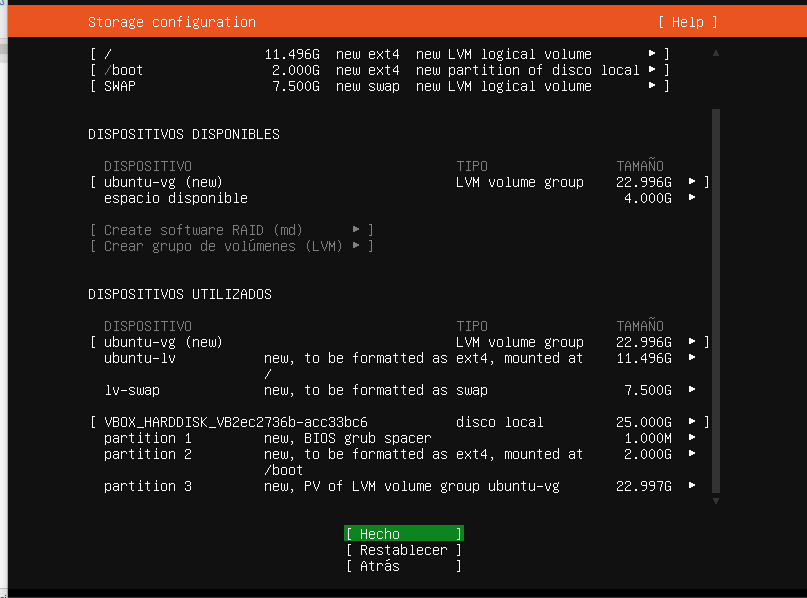 Storage configuration [ Help ]
[ / 11.496G new ext4 new LVM logical volume ▸ ]
[ /boot 2.000G new ext4 new partition of disco local ▸ ]
[ SWAP 7.500G new swap new LVM logical volume ▸ ]
DISPOSITIVOS DISPONIBLES
DISPOSITIVO TIPO TAMAÑO
[ ubuntu-vg (new) LVM volume group 22.996G ▸ ]
espacio disponible 4.000G ▸
[ Create software RAID (md) ▸ ]
[ Crear grupo de volúmenes (LVM) ▸ ]
DISPOSITIVOS UTILIZADOS
DISPOSITIVO TIPO TAMAÑO
[ ubuntu-vg (new) LVM volume group 22.996G ▸ ]
ubuntu-lv new, to be formatted as ext4, mounted at 11.496G ▸
/
lv-swap new, to be formatted as swap 7.500G ▸
[ VBOX_HARDDISK_VB2ec2736b-acc33bc6 disco local 25.000G ▸ ]
partition 1 new, BIOS grub spacer 1.000M ▸
partition 2 new, to be formatted as ext4, mounted at 2.000G ▸
/boot
partition 3 new, PV of LVM volume group ubuntu-vg 22.997G ▸
[ Hecho ]
[ Restablecer ]
[ Atrás ]